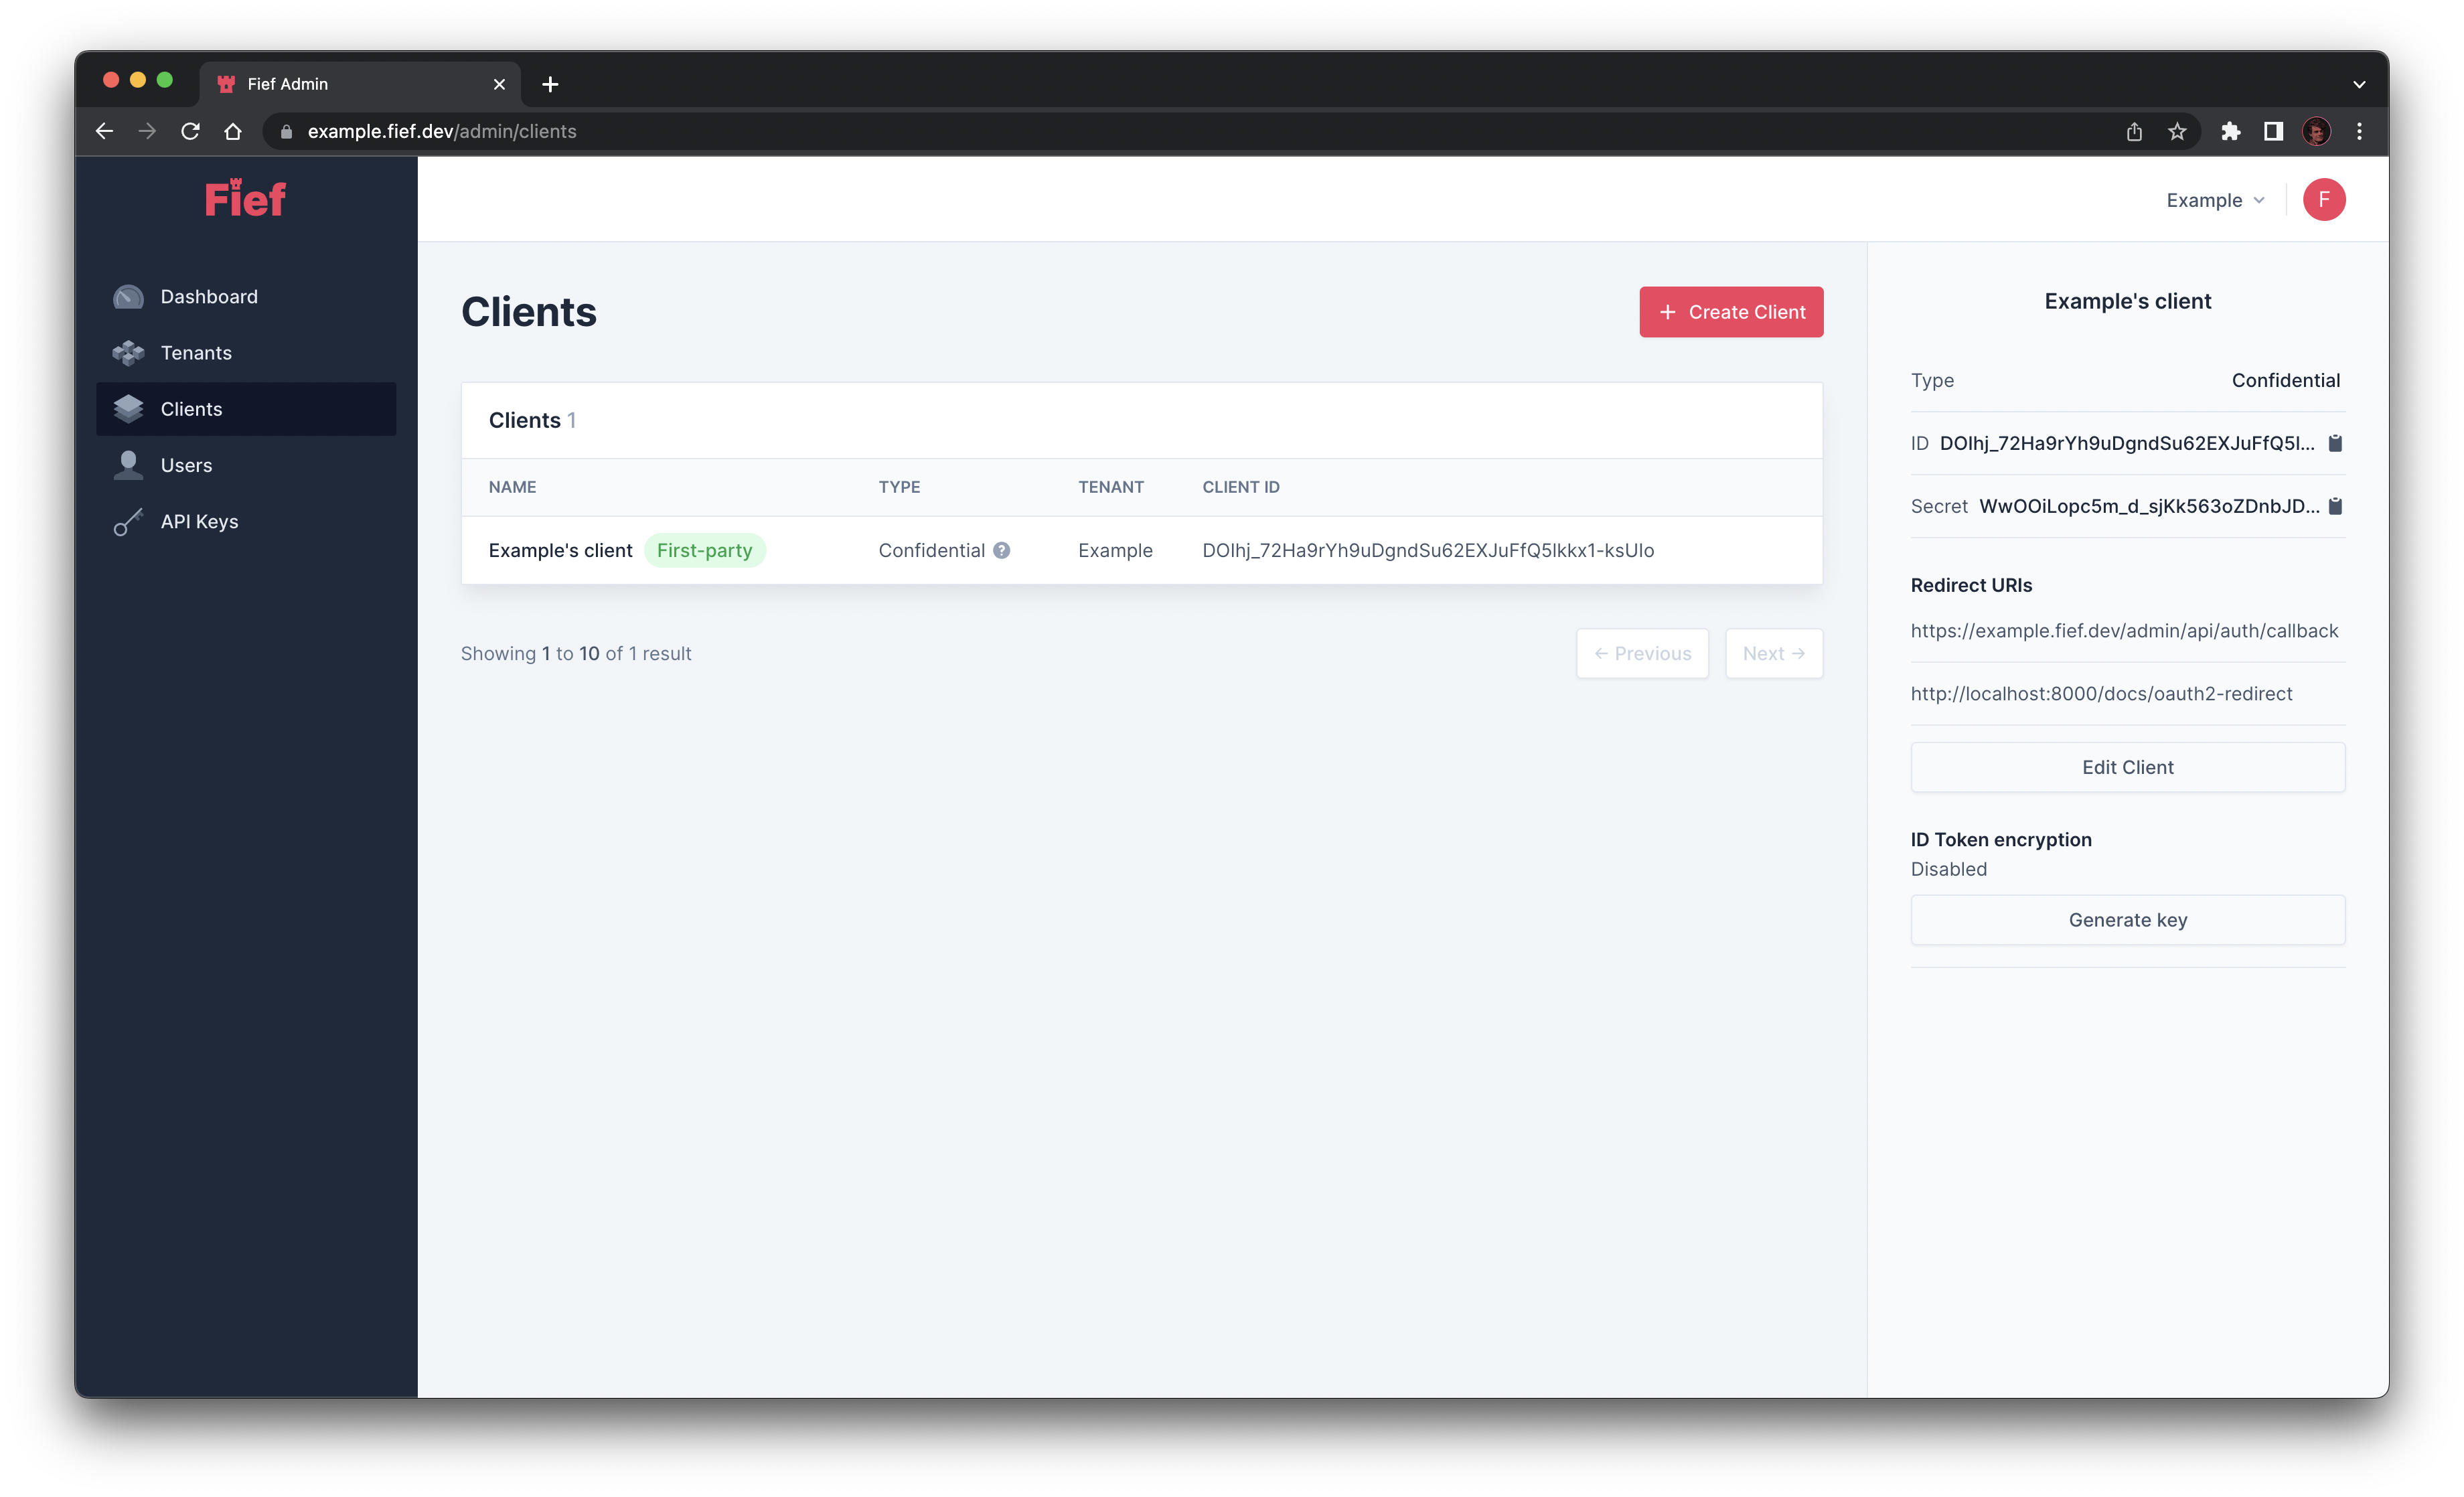 Fief Admin
example.fief.dev/admin/clients
Fief
Dashboard
Tenants
Clients
Users
API Keys
Example
F
Clients
Create Client
Clients 1
NAME TYPE TENANT CLIENT ID
Example's client First-party Confidential ? Example DOlhj_72Ha9rYh9uDgndSu62EXJuFfQ5lkkx1-ksUlo
Showing 1 to 10 of 1 result
← Previous Next →
Example's client
Type Confidential
ID DOlhj_72Ha9rYh9uDgndSu62EXJuFfQ5l...
Secret WwOOiLopc5m_d_sjKk563oZDnbJD...
Redirect URIs
https://example.fief.dev/admin/api/auth/callback
http://localhost:8000/docs/oauth2-redirect
Edit Client
ID Token encryption
Disabled
Generate key